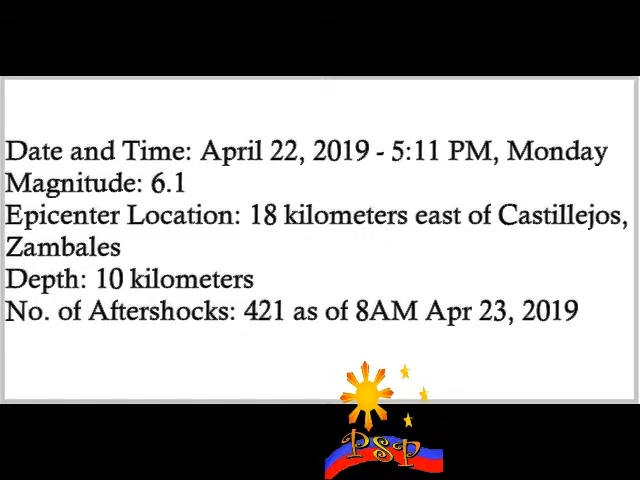 Date and Time: April 22, 2019 - 5:11 PM, Monday
Magnitude: 6.1
Epicenter Location: 18 kilometers east of Castillejos,
Zambales
Depth: 10 kilometers
No. of Aftershocks: 421 as of 8AM Apr 23, 2019
PSP